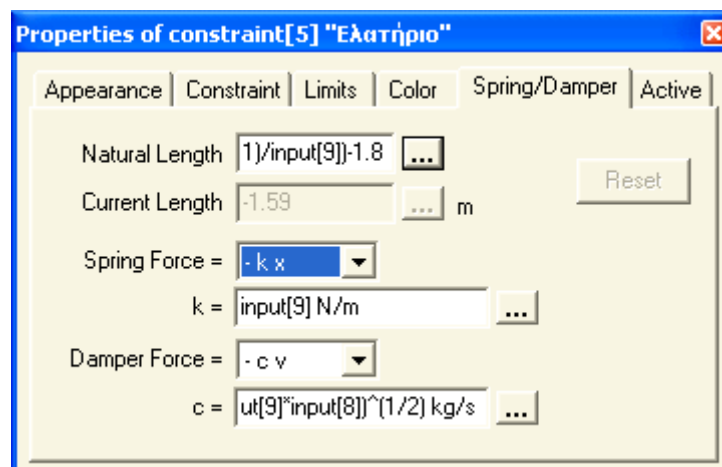 Properties of constraint[5] "Ελατήριο"
Appearance Constraint Limits Color Spring/Damper Active
Natural Length 1)/input[9])-1.8 ...
Reset
Current Length -1.59 ... m
Spring Force = - k x
k = input[9] N/m ...
Damper Force = - c v
c = ut[9]*input[8])^(1/2) kg/s ...